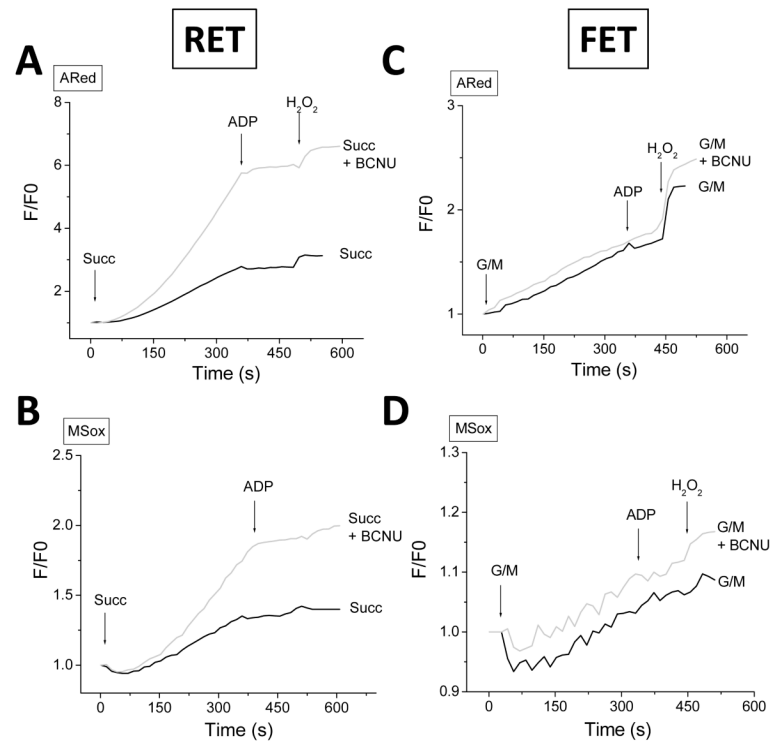 RET
FET
A
ARed
8
6
4
2
F/F0
Succ
ADP
H2O2
Succ
+ BCNU
Succ
0
150
300
450
600
Time (s)
C
ARed
3
2
1
F/F0
G/M
ADP
H2O2
G/M
+ BCNU
G/M
0
150
300
450
600
Time (s)
B
MSox
2.5
2.0
1.5
1.0
F/F0
Succ
ADP
Succ
+ BCNU
Succ
0
150
300
450
600
Time (s)
D
MSox
1.3
1.2
1.1
1.0
0.9
F/F0
G/M
ADP
H2O2
G/M
+ BCNU
G/M
0
150
300
450
600
Time (s)